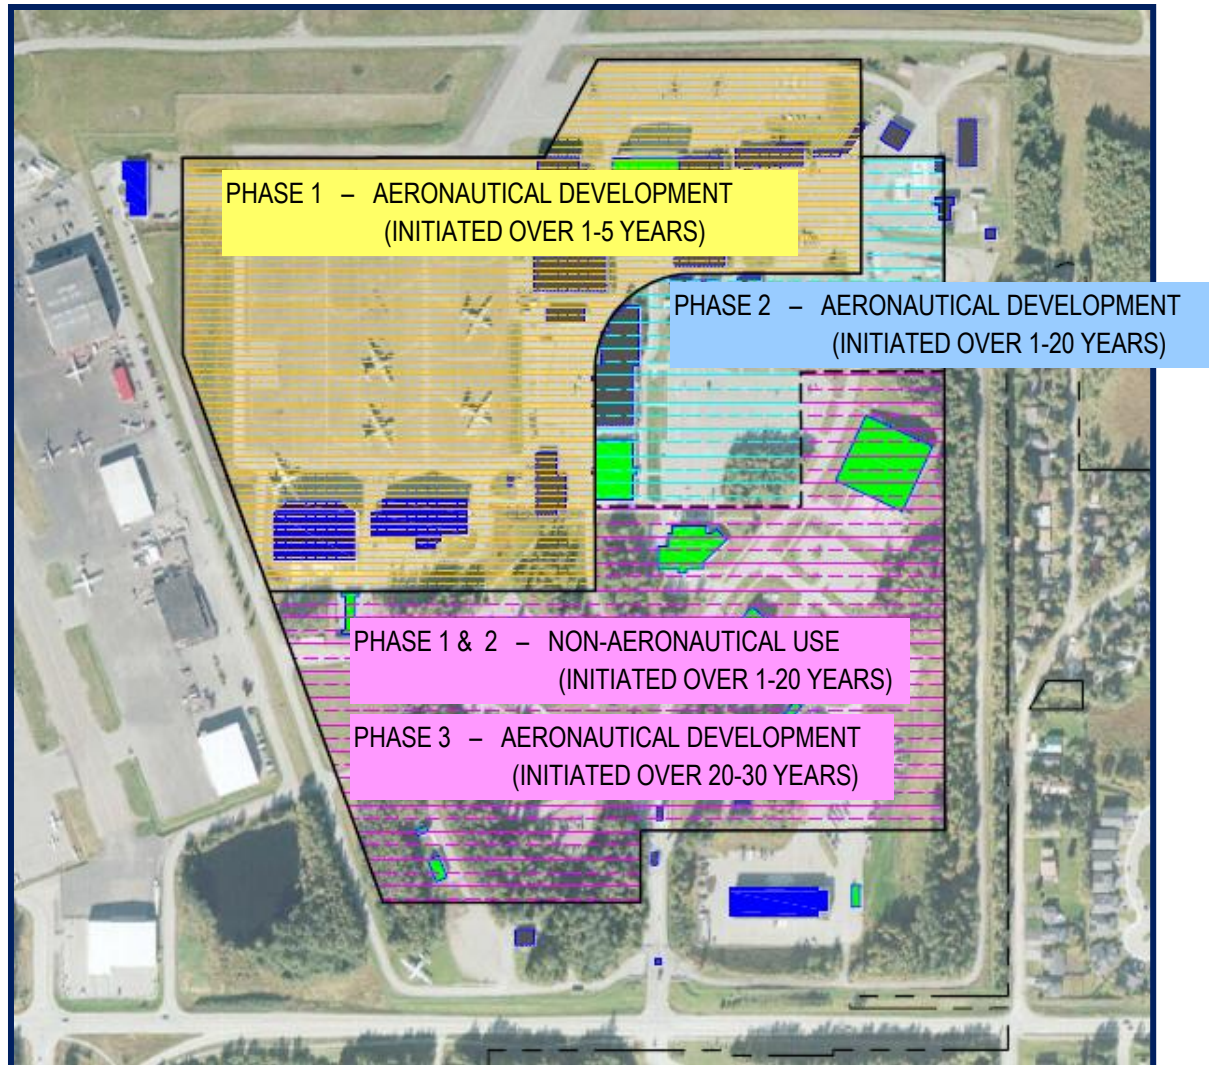 PHASE 1 – AERONAUTICAL DEVELOPMENT
(INITIATED OVER 1-5 YEARS)
PHASE 2 – AERONAUTICAL DEVELOPMENT
(INITIATED OVER 1-20 YEARS)
PHASE 1 & 2 – NON-AERONAUTICAL USE
(INITIATED OVER 1-20 YEARS)
PHASE 3 – AERONAUTICAL DEVELOPMENT
(INITIATED OVER 20-30 YEARS)